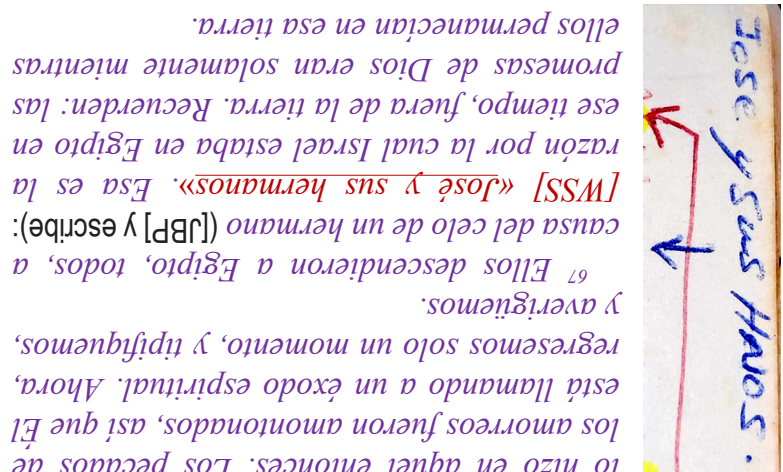 lo hizo en aquel entonces. Los pecados de
los amorreos fueron amontonados, así que Él
está llamando a un éxodo espiritual. Ahora,
regresemos solo un momento, y tipifiquemos,
y averigüemos.
67 Ellos descendieron a Egipto, todos, a
causa del celo de un hermano ([JBP] y escribe):
[WSS] «José y sus hermanos». Esa es la
razón por la cual Israel estaba en Egipto en
ese tiempo, fuera de la tierra. Recuerden: las
promesas de Dios eran solamente mientras
ellos permanecían en esa tierra.
Jose y Sus HNOS.